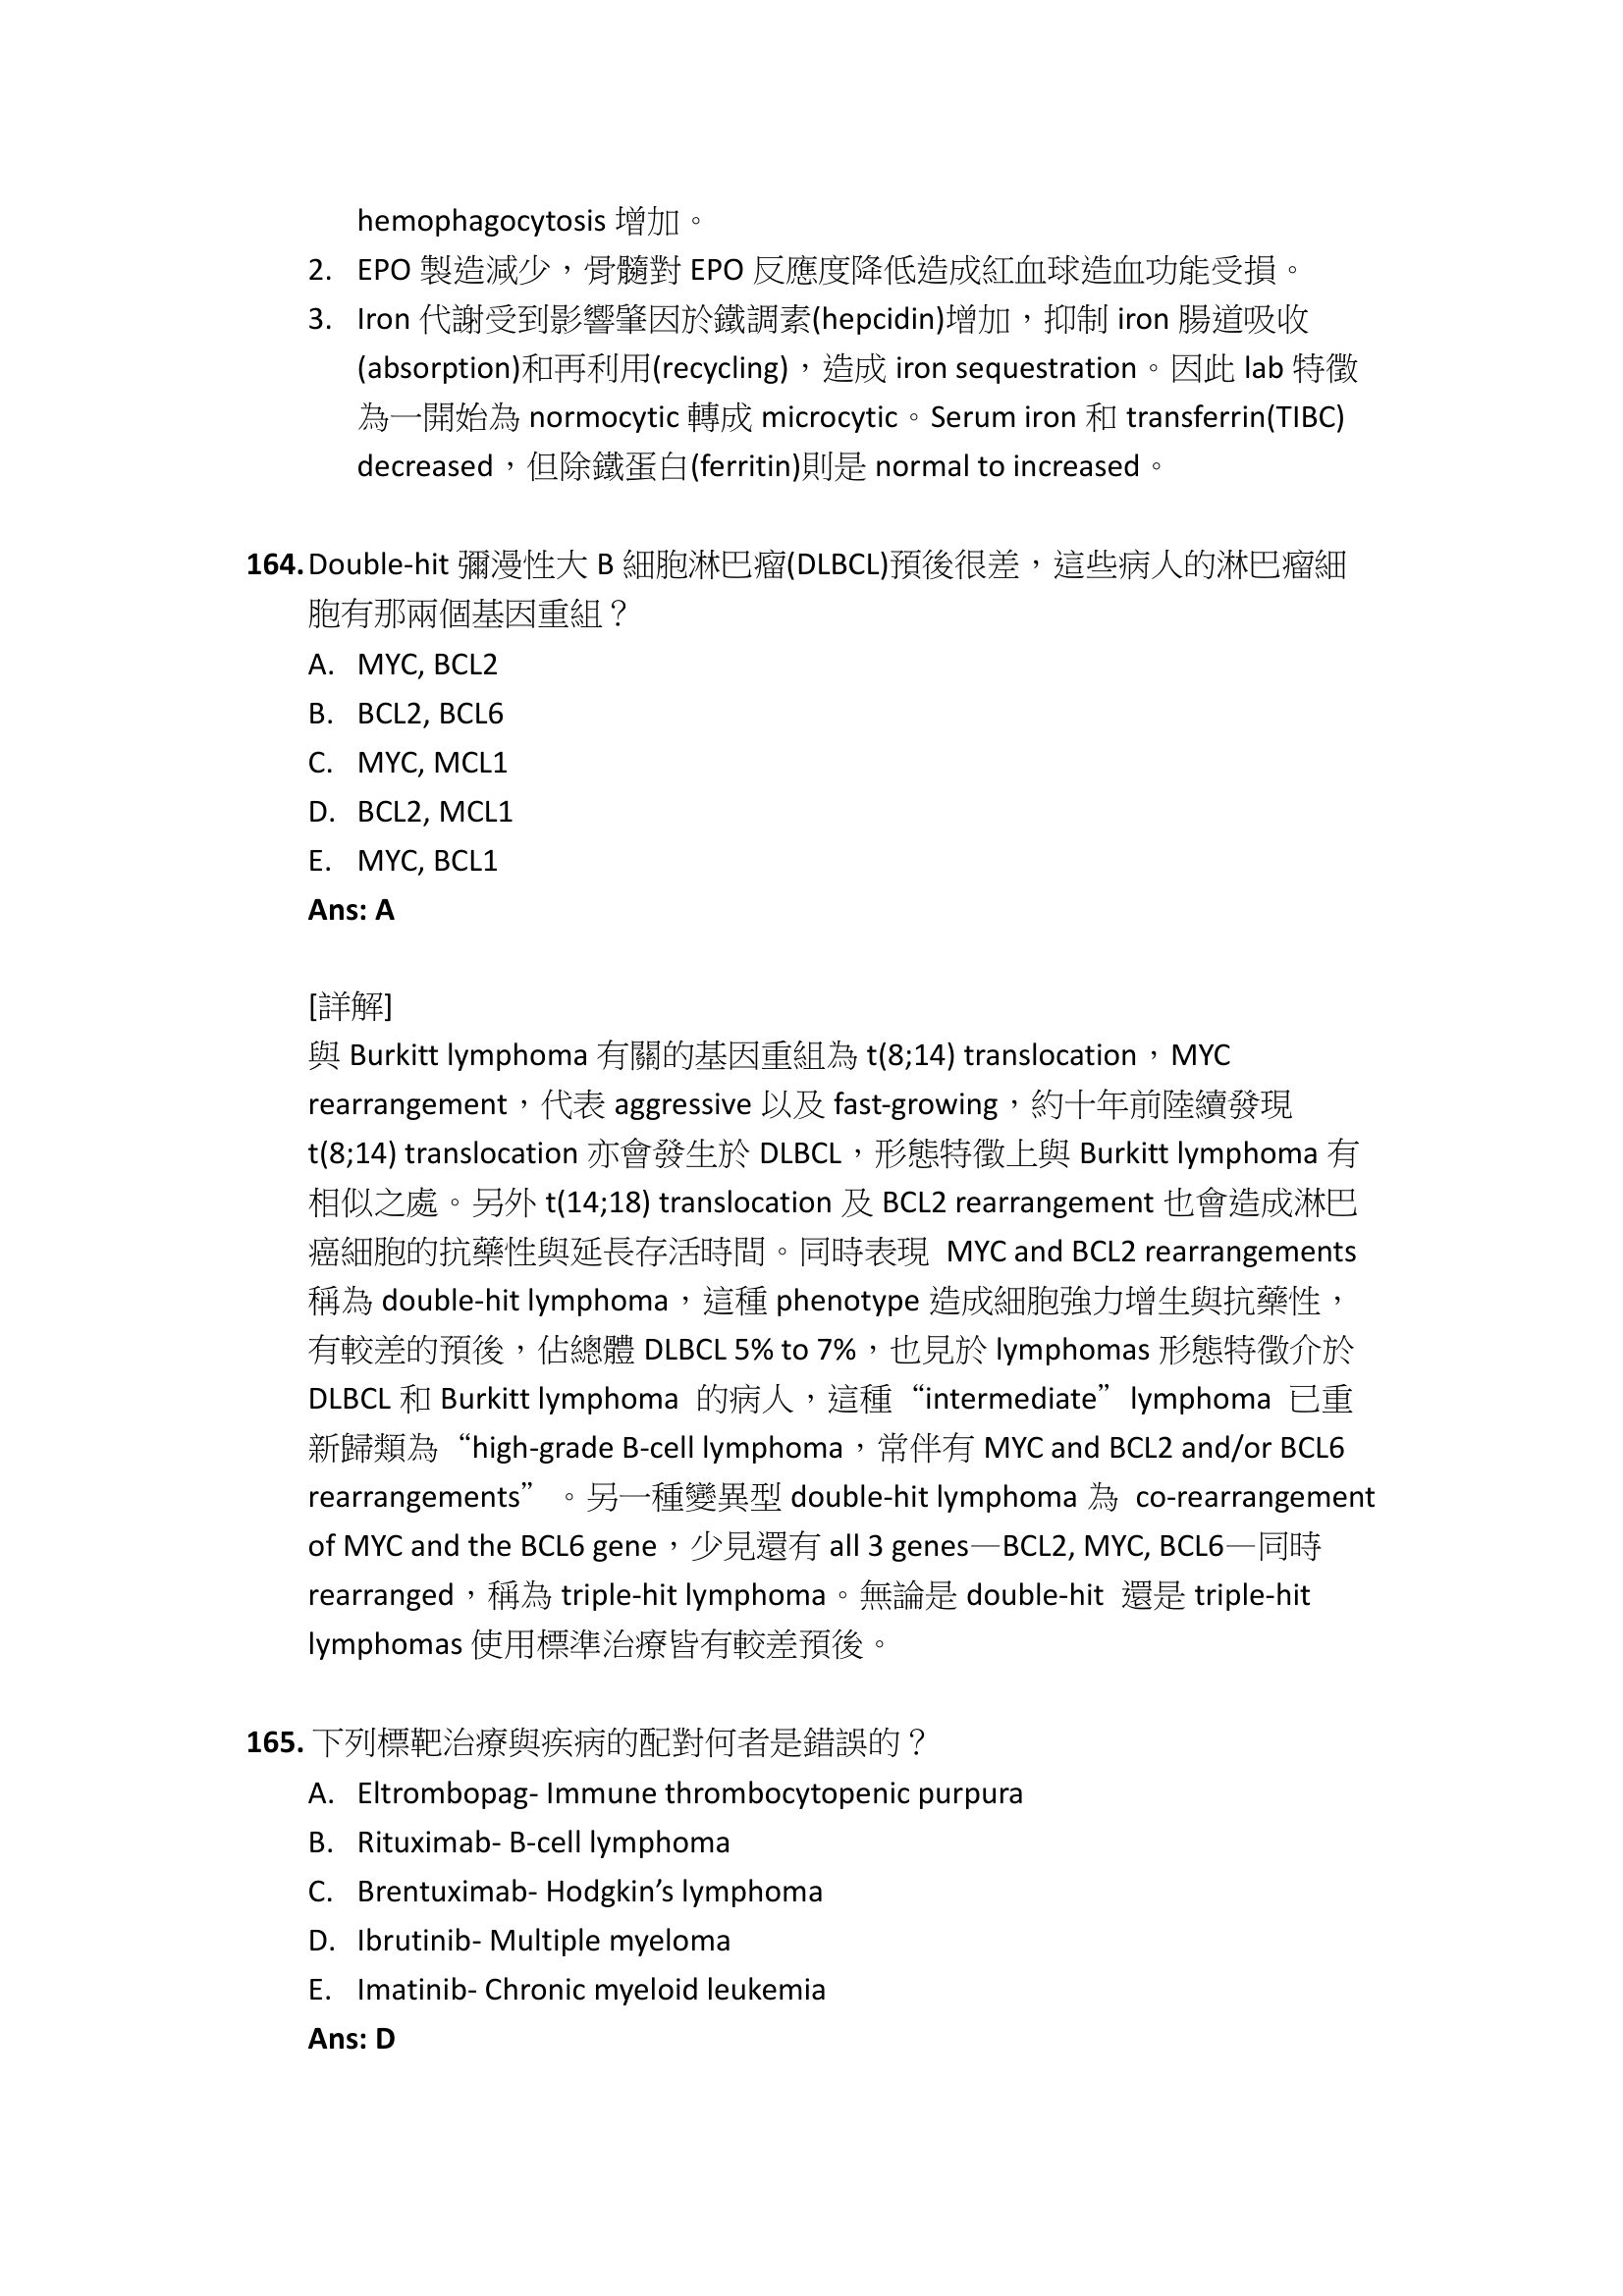 hemophagocytosis 增加。
2. EPO 製造減少，骨髓對 EPO 反應度降低造成紅血球造血功能受損。
3. Iron 代謝受到影響肇因於鐵調素(hepcidin)增加，抑制 iron 腸道吸收
(absorption)和再利用(recycling)，造成 iron sequestration。因此 lab 特徵
為一開始為 normocytic 轉成 microcytic。Serum iron 和 transferrin(TIBC)
decreased，但除鐵蛋白(ferritin)則是 normal to increased。
164. Double-hit 彌漫性大 B 細胞淋巴瘤(DLBCL)預後很差，這些病人的淋巴瘤細
胞有那兩個基因重組？
A. MYC, BCL2
B. BCL2, BCL6
C. MYC, MCL1
D. BCL2, MCL1
E. MYC, BCL1
Ans: A
[詳解]
與 Burkitt lymphoma 有關的基因重組為 t(8;14) translocation，MYC
rearrangement，代表 aggressive 以及 fast-growing，約十年前陸續發現
t(8;14) translocation 亦會發生於 DLBCL，形態特徵上與 Burkitt lymphoma 有
相似之處。另外 t(14;18) translocation 及 BCL2 rearrangement 也會造成淋巴
癌細胞的抗藥性與延長存活時間。同時表現 MYC and BCL2 rearrangements
稱為 double-hit lymphoma，這種 phenotype 造成細胞強力增生與抗藥性，
有較差的預後，佔總體 DLBCL 5% to 7%，也見於 lymphomas 形態特徵介於
DLBCL 和 Burkitt lymphoma 的病人，這種“intermediate”lymphoma 已重
新歸類為“high-grade B-cell lymphoma，常伴有 MYC and BCL2 and/or BCL6
rearrangements”。另一種變異型 double-hit lymphoma 為 co-rearrangement
of MYC and the BCL6 gene，少見還有 all 3 genes—BCL2, MYC, BCL6—同時
rearranged，稱為 triple-hit lymphoma。無論是 double-hit 還是 triple-hit
lymphomas 使用標準治療皆有較差預後。
165. 下列標靶治療與疾病的配對何者是錯誤的？
A. Eltrombopag- Immune thrombocytopenic purpura
B. Rituximab- B-cell lymphoma
C. Brentuximab- Hodgkin’s lymphoma
D. Ibrutinib- Multiple myeloma
E. Imatinib- Chronic myeloid leukemia
Ans: D